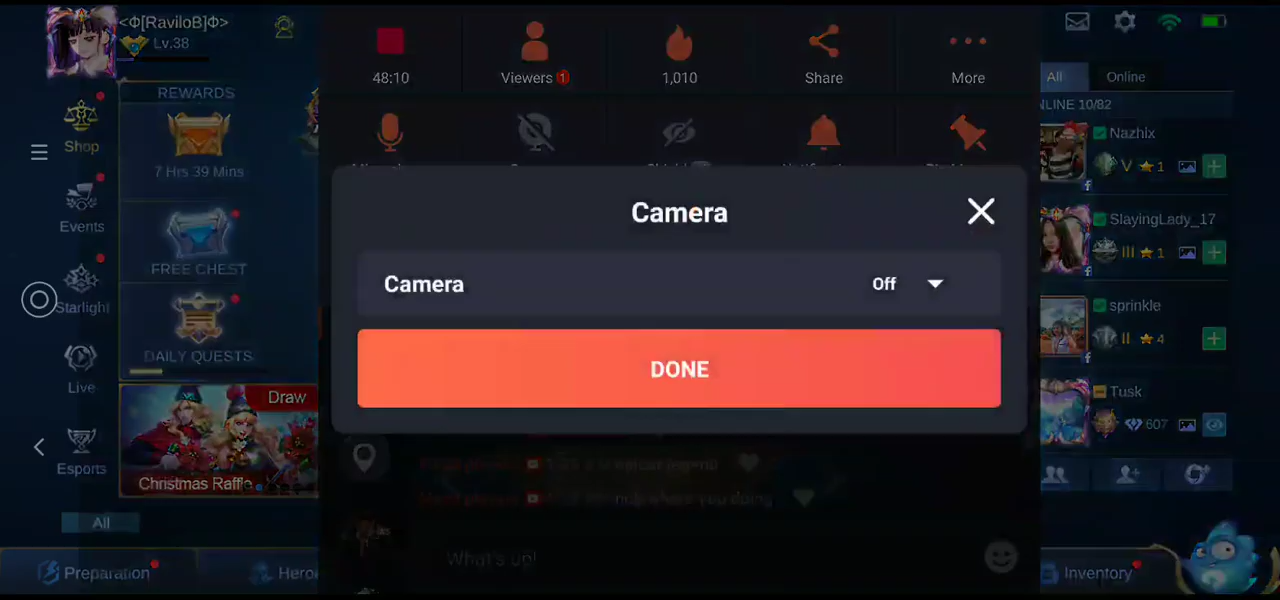 <Φ[RaviloB]Φ>
Lv.38
48:10
Viewers 1
1,010
Share
More
All
Online
REWARDS
NLINE 10/82
Shop
7 Hrs 39 Mins
Nazhix
V 1
Events
FREE CHEST
Camera
SlayingLady_17
III 1
Camera
Off
Starlight
DAILY QUESTS
sprinkle
II 4
DONE
Live
Draw
Tusk
607
Esports
Christmas Raffle
All
What's up!
Preparation
Hero
Inventory